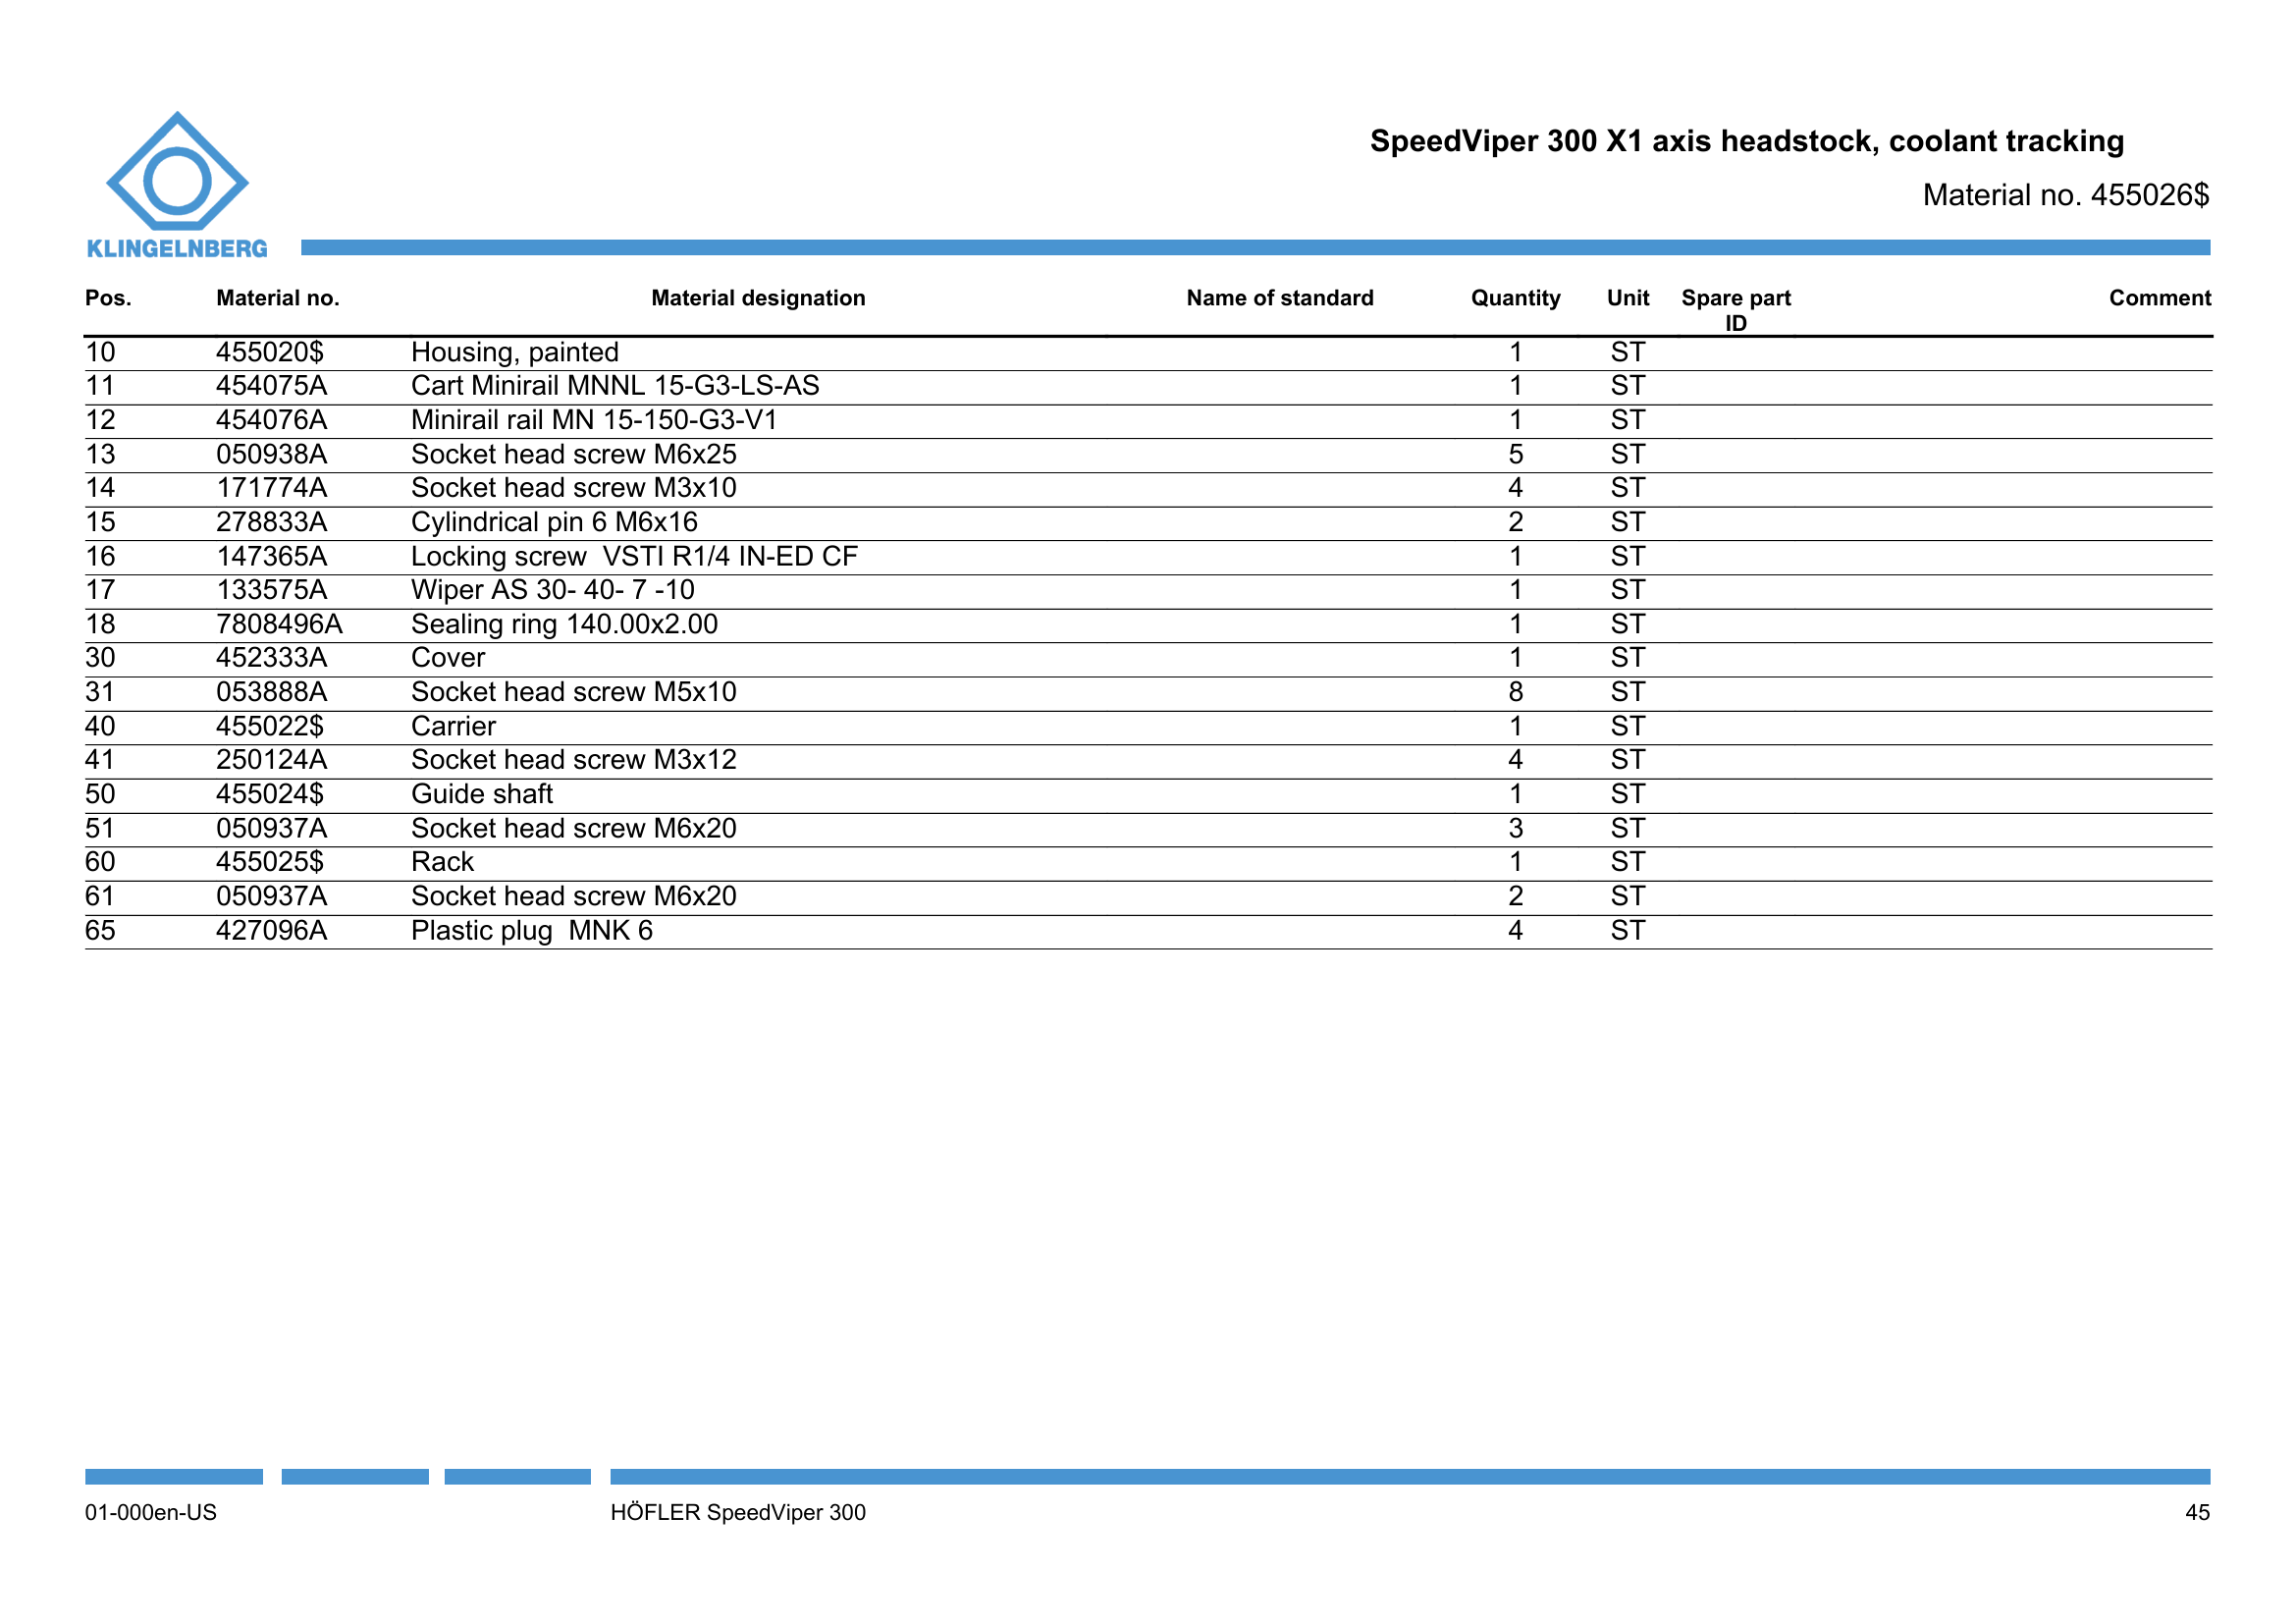 KLINGELNBERG
SpeedViper 300 X1 axis headstock, coolant tracking
Material no. 455026$
Pos. Material no. Material designation Name of standard Quantity Unit Spare part ID Comment
10 455020$ Housing, painted 1 ST
11 454075A Cart Minirail MNNL 15-G3-LS-AS 1 ST
12 454076A Minirail rail MN 15-150-G3-V1 1 ST
13 050938A Socket head screw M6x25 5 ST
14 171774A Socket head screw M3x10 4 ST
15 278833A Cylindrical pin 6 M6x16 2 ST
16 147365A Locking screw  VSTI R1/4 IN-ED CF 1 ST
17 133575A Wiper AS 30- 40- 7 -10 1 ST
18 7808496A Sealing ring 140.00x2.00 1 ST
30 452333A Cover 1 ST
31 053888A Socket head screw M5x10 8 ST
40 455022$ Carrier 1 ST
41 250124A Socket head screw M3x12 4 ST
50 455024$ Guide shaft 1 ST
51 050937A Socket head screw M6x20 3 ST
60 455025$ Rack 1 ST
61 050937A Socket head screw M6x20 2 ST
65 427096A Plastic plug  MNK 6 4 ST
01-000en-US HÖFLER SpeedViper 300 45